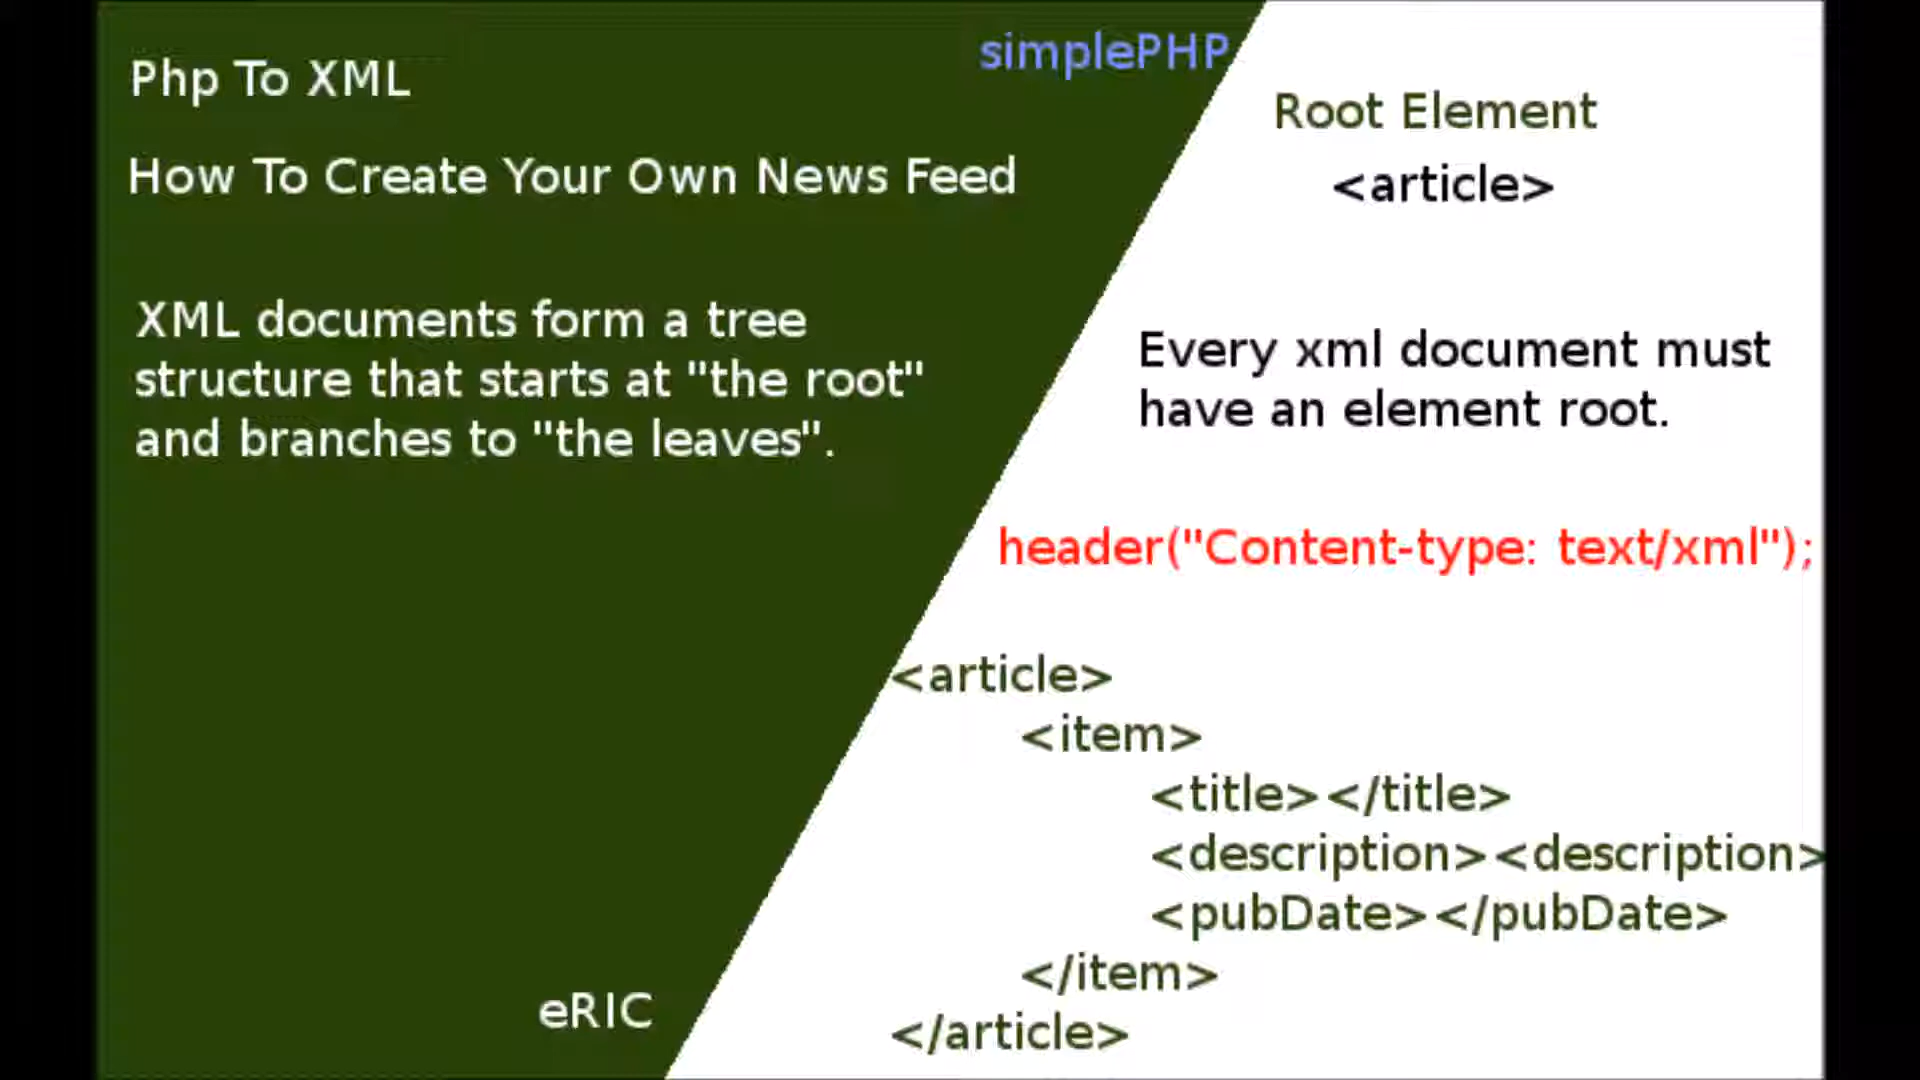 Php To XML
simplePHP
How To Create Your Own News Feed
XML documents form a tree
structure that starts at "the root"
and branches to "the leaves".
eRIC
Root Element
<article>
Every xml document must
have an element root.
header("Content-type: text/xml");
<article>
<item>
<title></title>
<description><description>
<pubDate></pubDate>
</item>
</article>